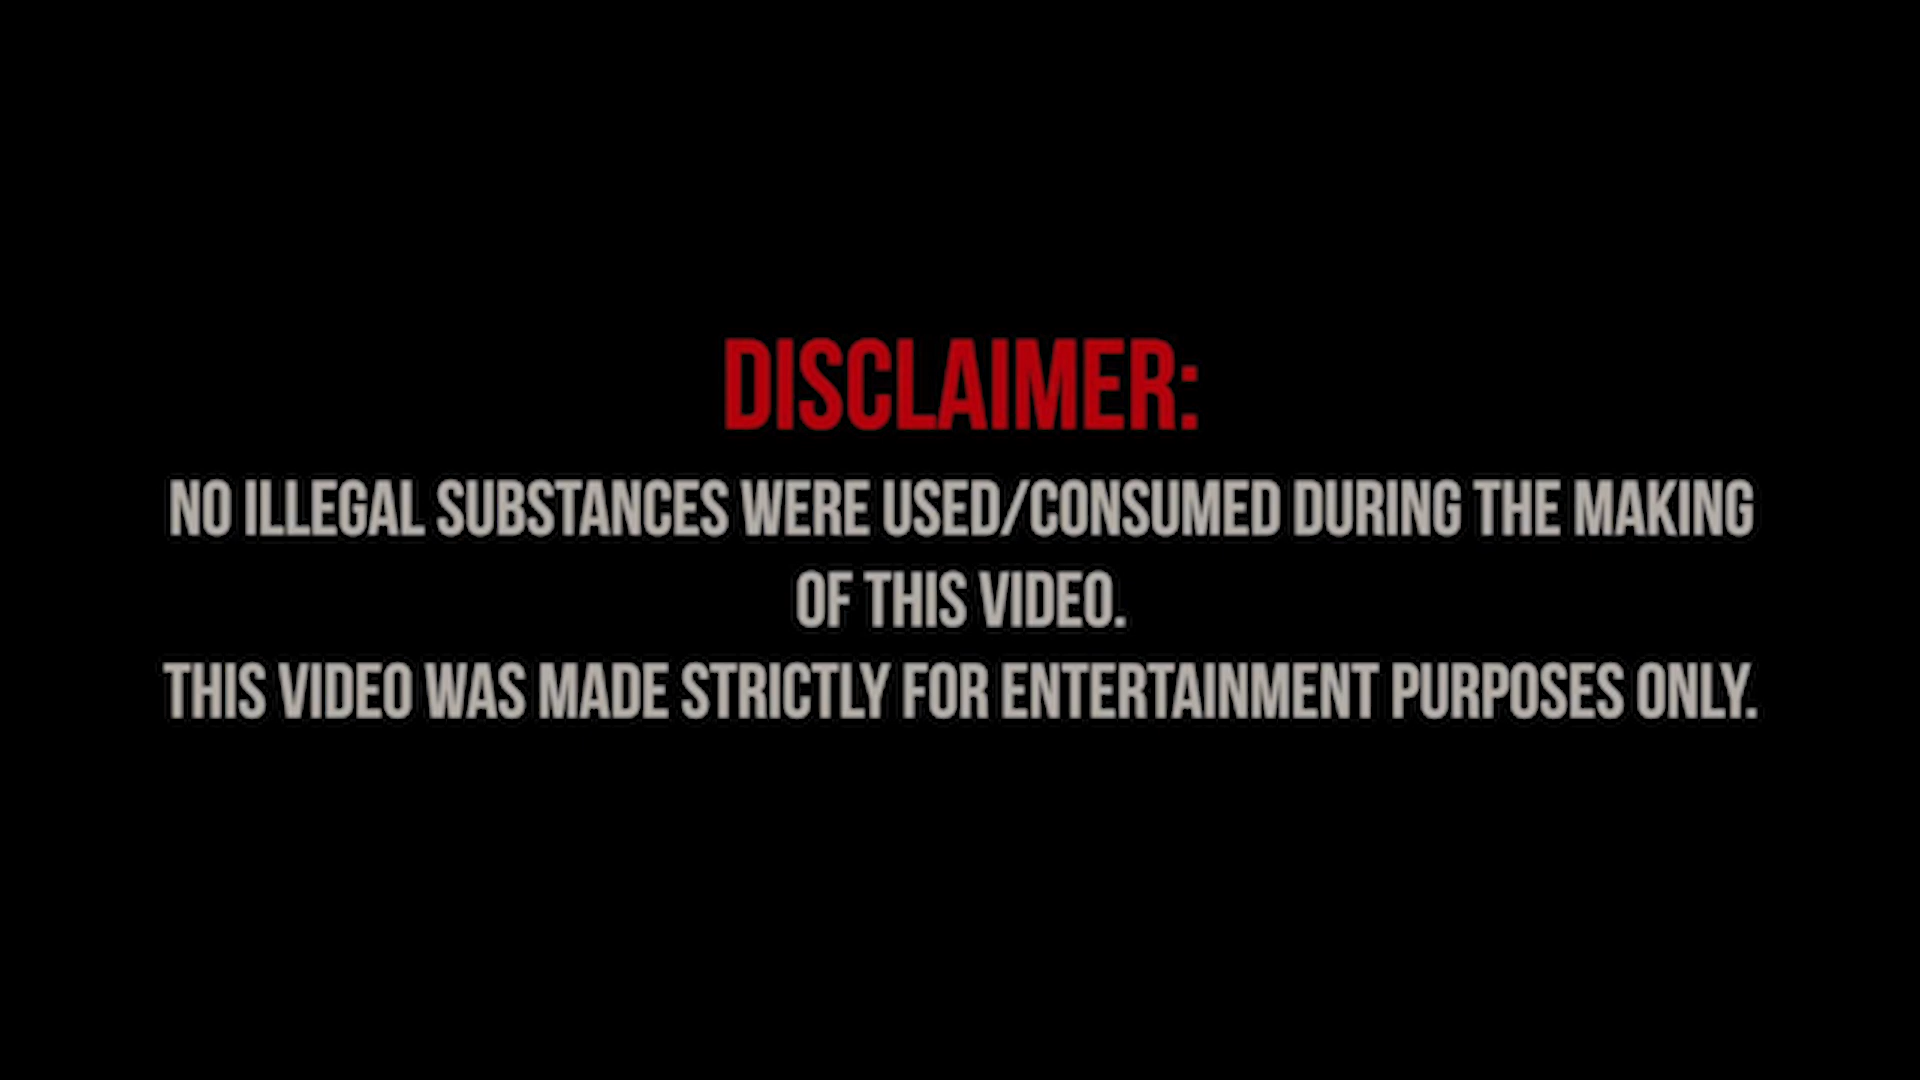 DISCLAIMER:
NO ILLEGAL SUBSTANCES WERE USED/CONSUMED DURING THE MAKING
OF THIS VIDEO.
THIS VIDEO WAS MADE STRICTLY FOR ENTERTAINMENT PURPOSES ONLY.